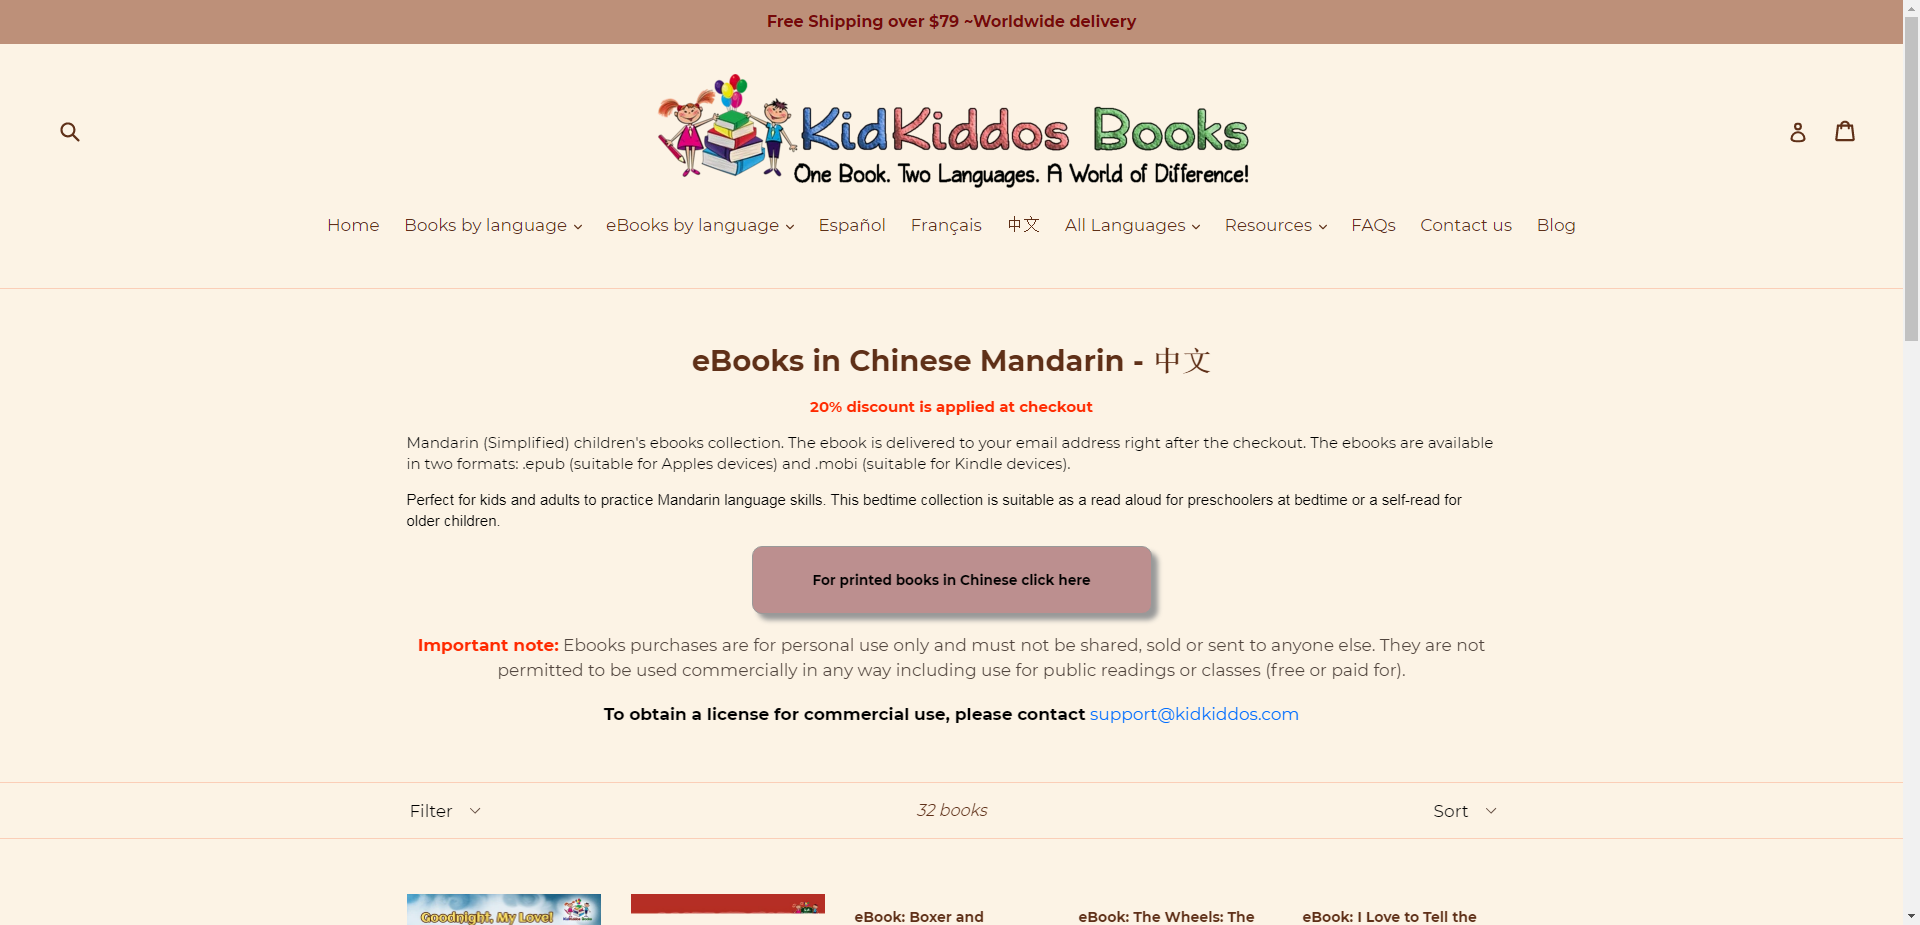 Free Shipping over $79 ~Worldwide delivery
KidKiddos Books
One Book. Two Languages. A World of Difference!
Home Books by language eBooks by language Español Français 中文 All Languages Resources FAQs Contact us Blog
eBooks in Chinese Mandarin - 中文
20% discount is applied at checkout
Mandarin (Simplified) children's ebooks collection. The ebook is delivered to your email address right after the checkout. The ebooks are available
in two formats: .epub (suitable for Apples devices) and .mobi (suitable for Kindle devices).
Perfect for kids and adults to practice Mandarin language skills. This bedtime collection is suitable as a read aloud for preschoolers at bedtime or a self-read for
older children.
For printed books in Chinese click here
Important note: Ebooks purchases are for personal use only and must not be shared, sold or sent to anyone else. They are not
permitted to be used commercially in any way including use for public readings or classes (free or paid for).
To obtain a license for commercial use, please contact support@kidkiddos.com
Filter 32 books Sort
Goodnight, My Love!
KidKiddos Books
eBook: Boxer and eBook: The Wheels: The eBook: I Love to Tell the